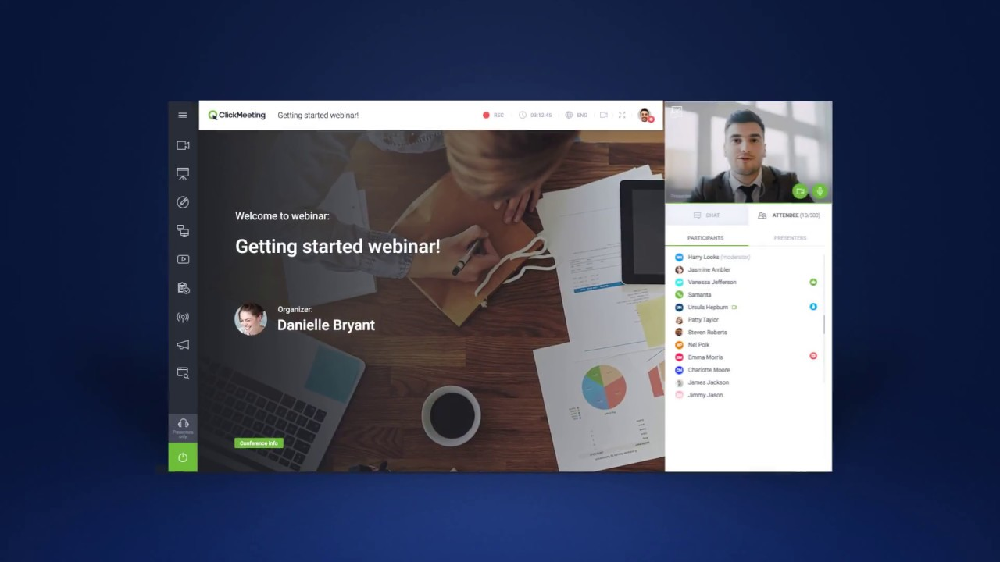 ClickMeeting
Getting started webinar!
REC
03:12:45
ENG
Welcome to webinar:
Getting started webinar!
Organizer:
Danielle Bryant
Conference info
Presenters only
Presenter
CHAT
ATTENDEE (10/500)
PARTICIPANTS
PRESENTERS
Harry Looks (moderator)
Jasmine Ambler
Vanessa Jefferson
Samanta
Ursula Hepburn
Patty Taylor
Steven Roberts
Nel Polk
Emma Morris
Charlotte Moore
James Jackson
Jimmy Jason